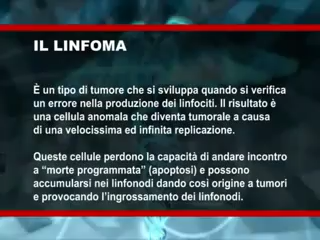 IL LINFOMA
È un tipo di tumore che si sviluppa quando si verifica
un errore nella produzione dei linfociti. Il risultato è
una cellula anomala che diventa tumorale a causa
di una velocissima ed infinita replicazione.
Queste cellule perdono la capacità di andare incontro
a “morte programmata” (apoptosi) e possono
accumularsi nei linfonodi dando così origine a tumori
e provocando l’ingrossamento dei linfonodi.